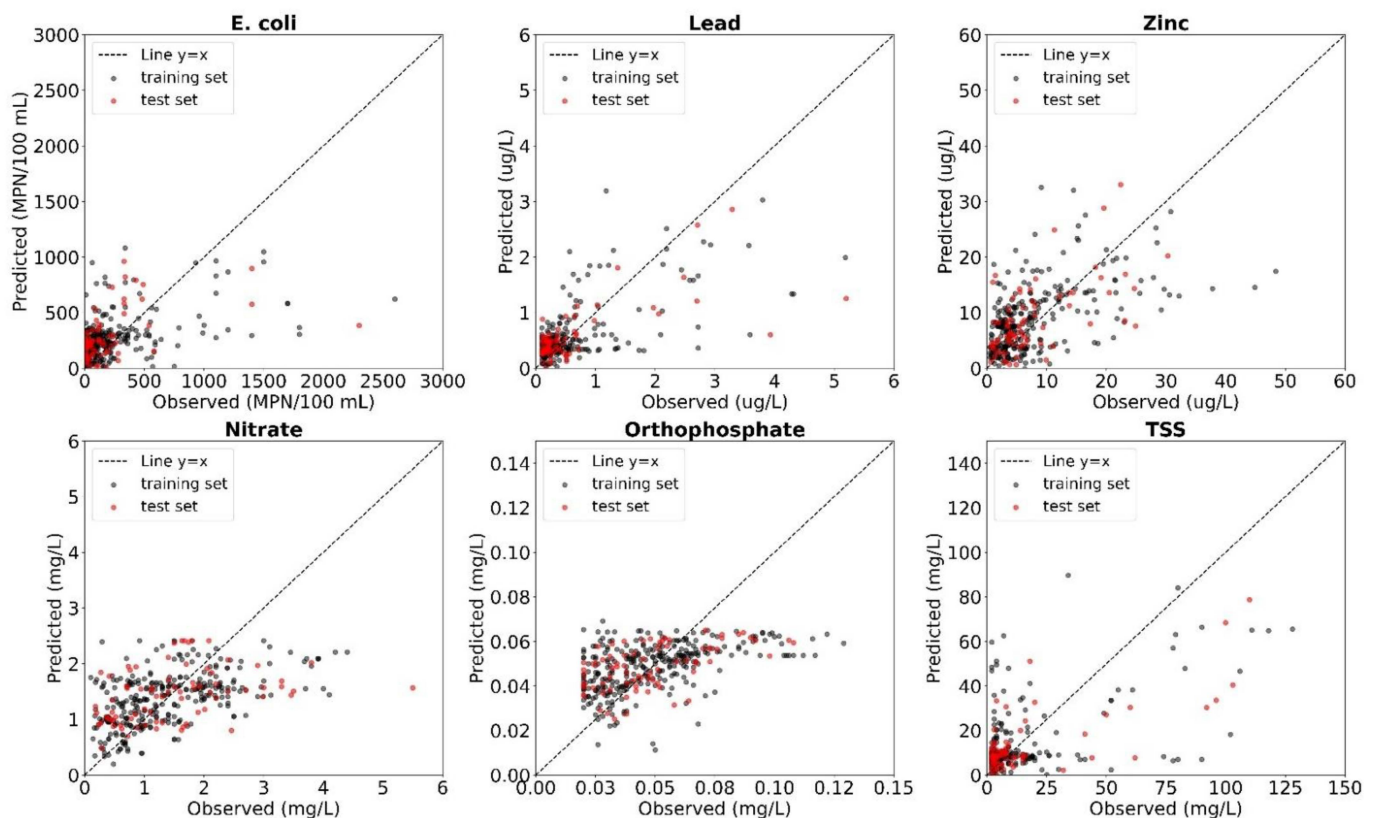 E. coli
Predicted (MPN/100 mL)
3000
2500
2000
1500
1000
500
0
Line y=x
training set
test set
0 500 1000 1500 2000 2500 3000
Observed (MPN/100 mL)
Lead
Predicted (ug/L)
6
5
4
3
2
1
0
Line y=x
training set
test set
0 1 2 3 4 5 6
Observed (ug/L)
Zinc
Predicted (ug/L)
60
50
40
30
20
10
0
Line y=x
training set
test set
0 10 20 30 40 50 60
Observed (ug/L)
Nitrate
Predicted (mg/L)
6
5
4
3
2
1
0
Line y=x
training set
test set
0 1 2 3 4 5 6
Observed (mg/L)
Orthophosphate
Predicted (mg/L)
0.14
0.12
0.10
0.08
0.06
0.04
0.02
0.00
Line y=x
training set
test set
0.00 0.03 0.05 0.08 0.10 0.12 0.15
Observed (mg/L)
TSS
Predicted (mg/L)
140
120
100
80
60
40
20
0
Line y=x
training set
test set
0 25 50 75 100 125 150
Observed (mg/L)